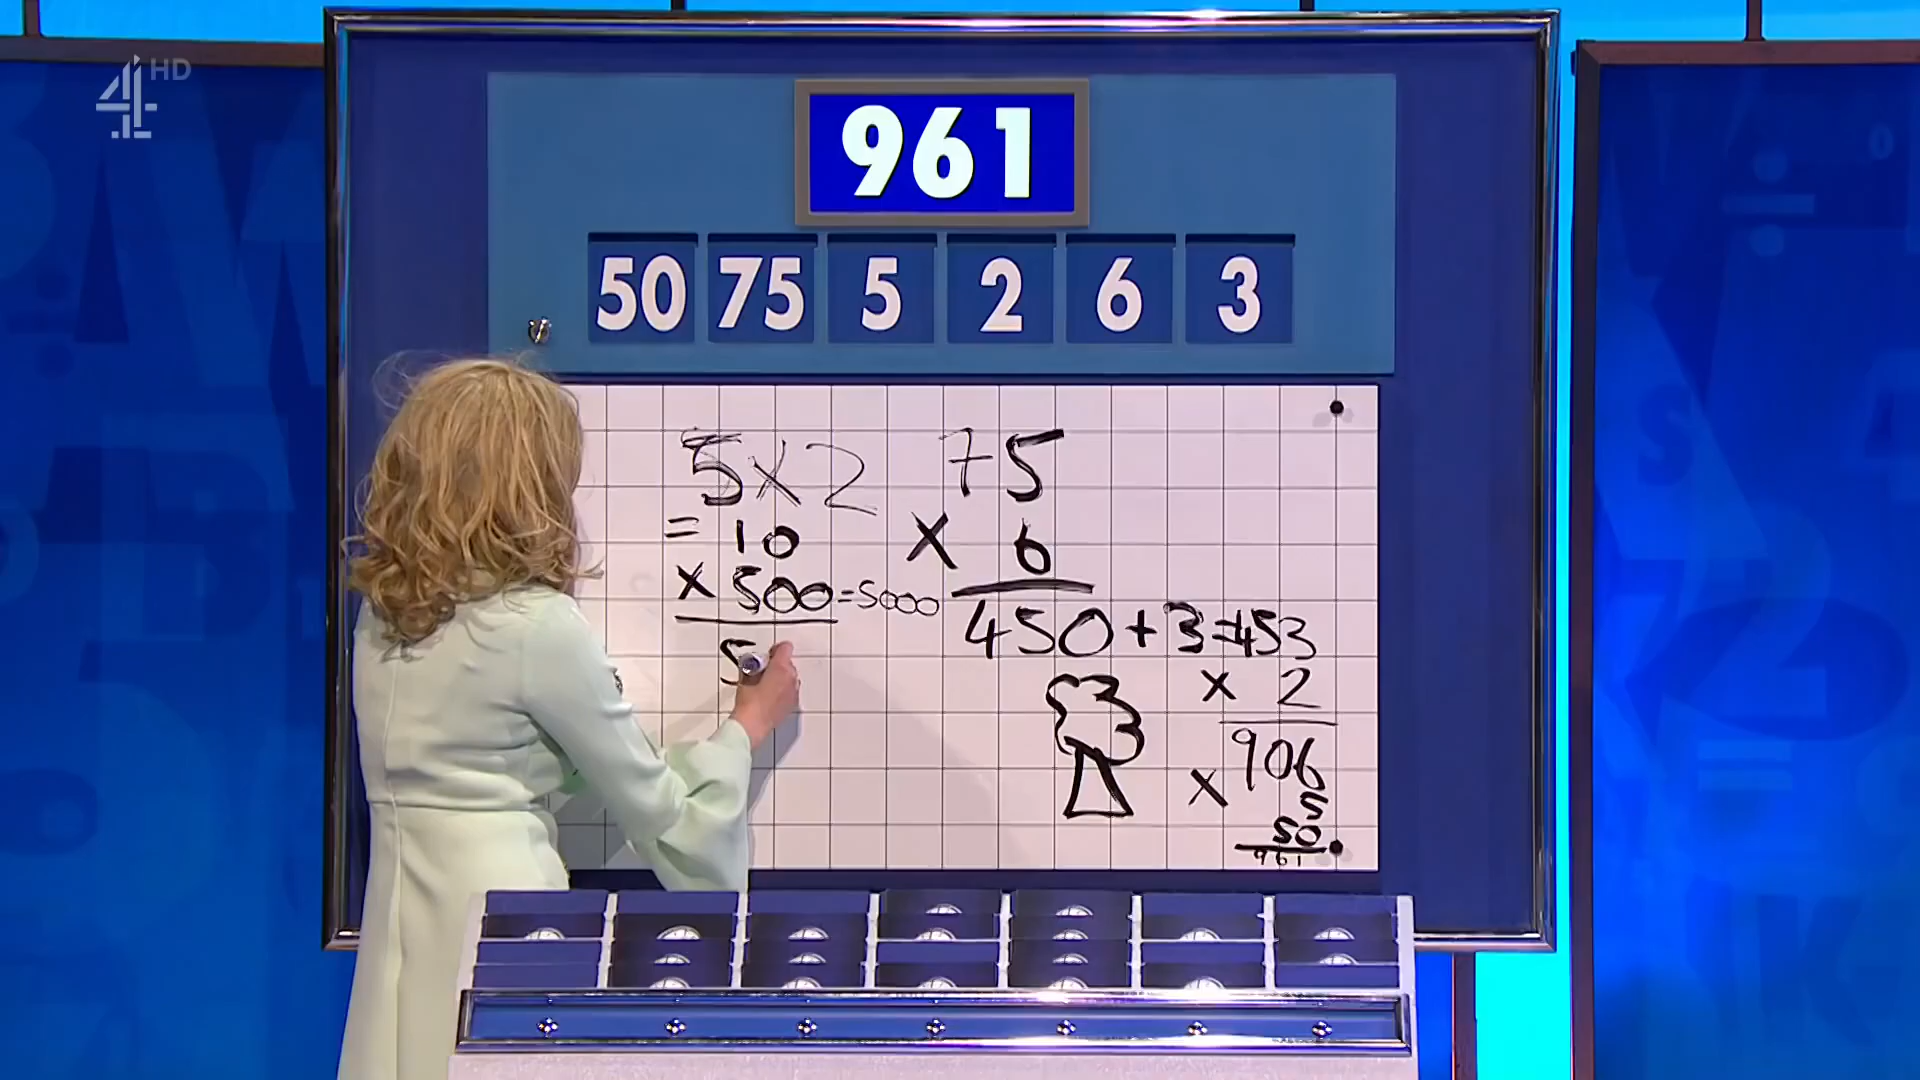 4 HD
961
50 75 5 2 6 3
5×2
= 10
× 500 = 5000
5
75
× 6
450 + 3 = 453
× 2
906
× 5
50
961